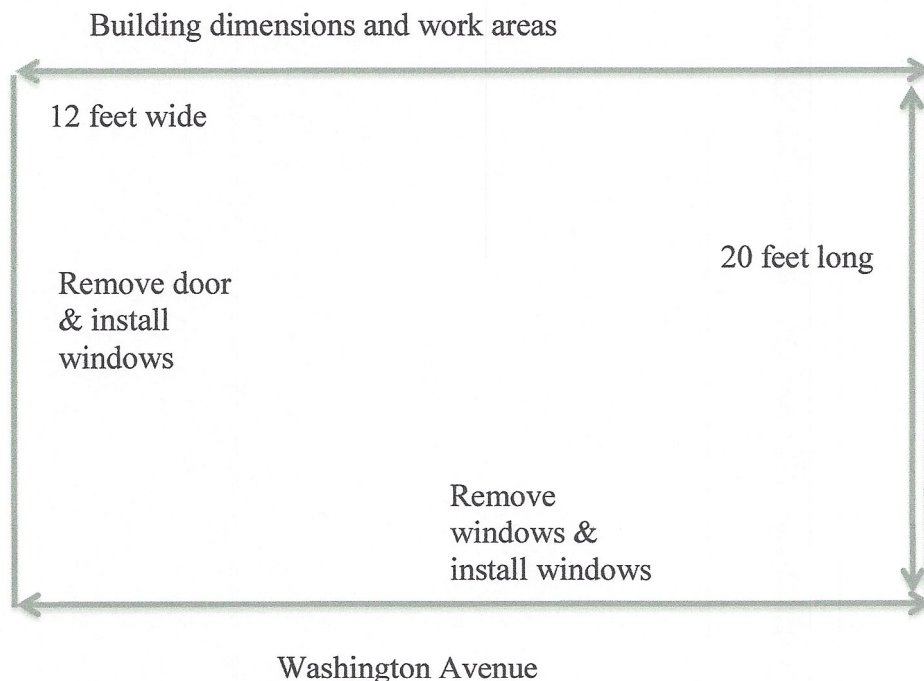 Building dimensions and work areas
12 feet wide
20 feet long
Remove door
& install
windows
Remove
windows &
install windows
Washington Avenue